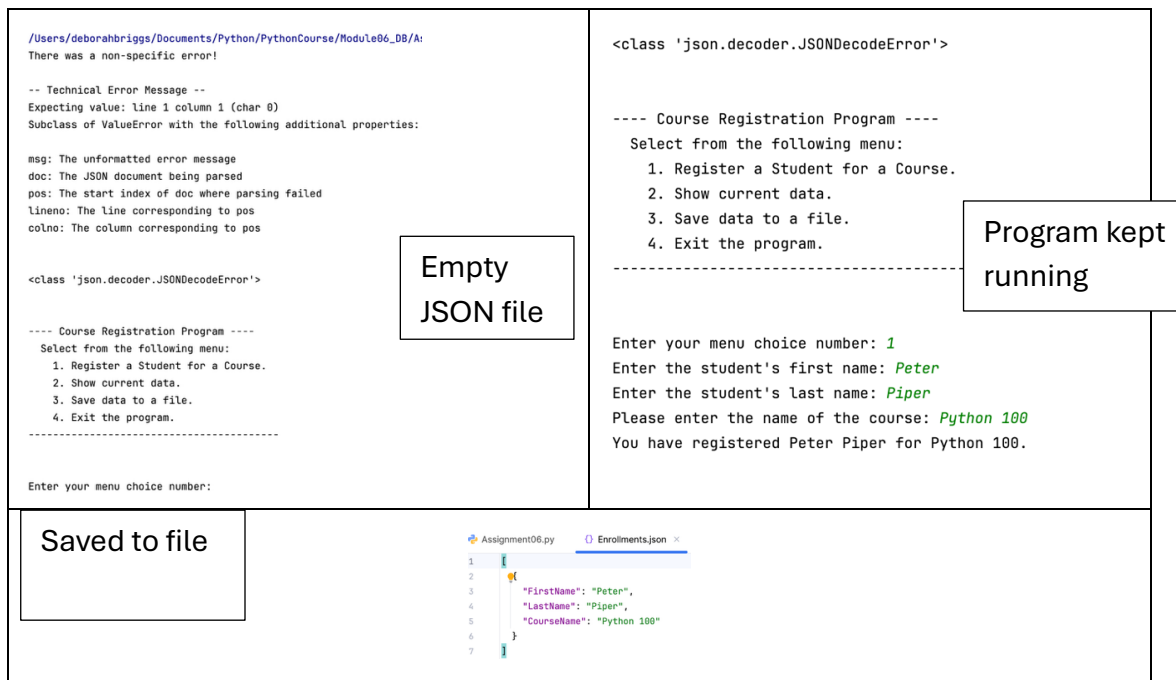 /Users/deborahbriggs/Documents/Python/PythonCourse/Module06_DB/As
There was a non-specific error!
-- Technical Error Message --
Expecting value: line 1 column 1 (char 0)
Subclass of ValueError with the following additional properties:
msg: The unformatted error message
doc: The JSON document being parsed
pos: The start index of doc where parsing failed
lineno: The line corresponding to pos
colno: The column corresponding to pos
<class 'json.decoder.JSONDecodeError'>
---- Course Registration Program ----
Select from the following menu:
1. Register a Student for a Course.
2. Show current data.
3. Save data to a file.
4. Exit the program.
-----------------------------------------
Enter your menu choice number:
Empty
JSON file
<class 'json.decoder.JSONDecodeError'>
---- Course Registration Program ----
Select from the following menu:
1. Register a Student for a Course.
2. Show current data.
3. Save data to a file.
4. Exit the program.
-----------------------------------------
Program kept
running
Enter your menu choice number: 1
Enter the student's first name: Peter
Enter the student's last name: Piper
Please enter the name of the course: Python 100
You have registered Peter Piper for Python 100.
Saved to file
Assignment06.py {} Enrollments.json ×
1 [
2 {
3 "FirstName": "Peter",
4 "LastName": "Piper",
5 "CourseName": "Python 100"
6 }
7 ]